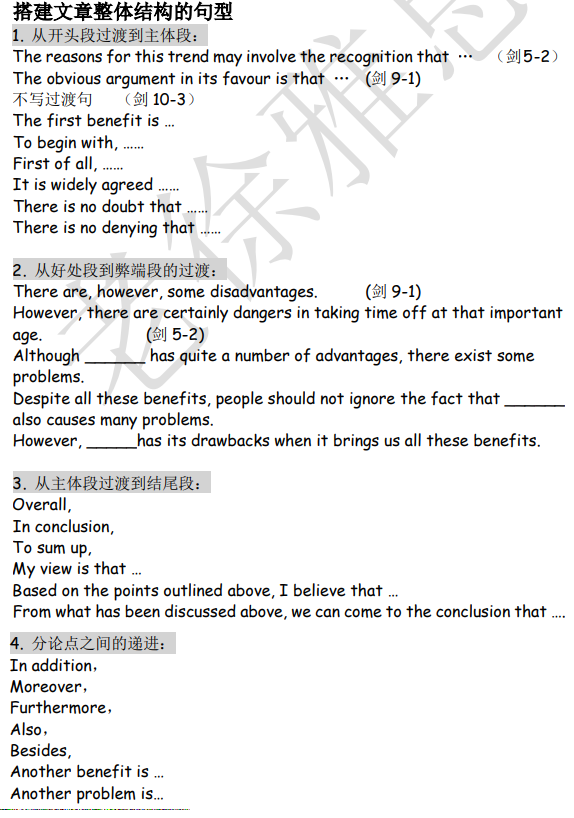 搭建文章整体结构的句型
1. 从开头段过渡到主体段：
The reasons for this trend may involve the recognition that … （剑5-2）
The obvious argument in its favour is that … (剑 9-1)
不写过渡句 （剑 10-3）
The first benefit is …
To begin with, ……
First of all, ……
It is widely agreed ……
There is no doubt that ……
There is no denying that ……
2. 从好处段到弊端段的过渡：
There are, however, some disadvantages. (剑 9-1)
However, there are certainly dangers in taking time off at that important
age. (剑 5-2)
Although ______ has quite a number of advantages, there exist some
problems.
Despite all these benefits, people should not ignore the fact that ______
also causes many problems.
However, _____has its drawbacks when it brings us all these benefits.
3. 从主体段过渡到结尾段：
Overall,
In conclusion,
To sum up,
My view is that …
Based on the points outlined above, I believe that …
From what has been discussed above, we can come to the conclusion that ….
4. 分论点之间的递进：
In addition，
Moreover，
Furthermore，
Also，
Besides,
Another benefit is …
Another problem is…
老徐雅思